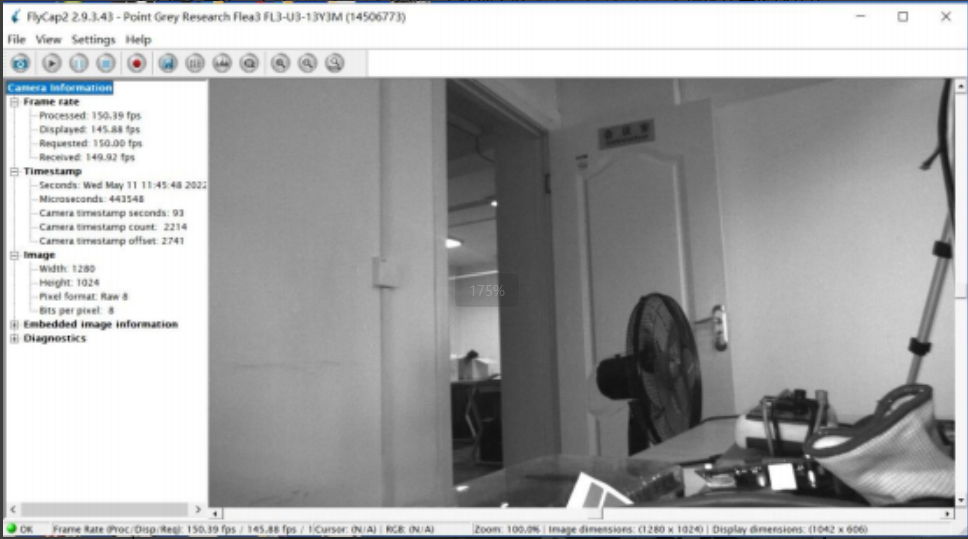 FlyCap2 2.9.3.43 - Point Grey Research Flea3 FL3-U3-13Y3M (14506773)
File View Settings Help
Camera Information
Frame rate
Processed: 150.39 fps
Displayed: 145.88 fps
Requested: 150.00 fps
Received: 149.92 fps
Timestamp
Seconds: Wed May 11 11:45:48 2022
Microseconds: 443548
Camera timestamp seconds: 93
Camera timestamp count: 2214
Camera timestamp offset: 2741
Image
Width: 1280
Height: 1024
Pixel format: Raw 8
Bits per pixel: 8
Embedded image information
Diagnostics
会议室
175%
OK Frame Rate (Proc/Disp/Req): 150.39 fps / 145.88 fps / 1 Cursor: (N/A) | RGB: (N/A) Zoom: 100.0% | Image dimensions: (1280 x 1024) | Display dimensions: (1042 x 606)